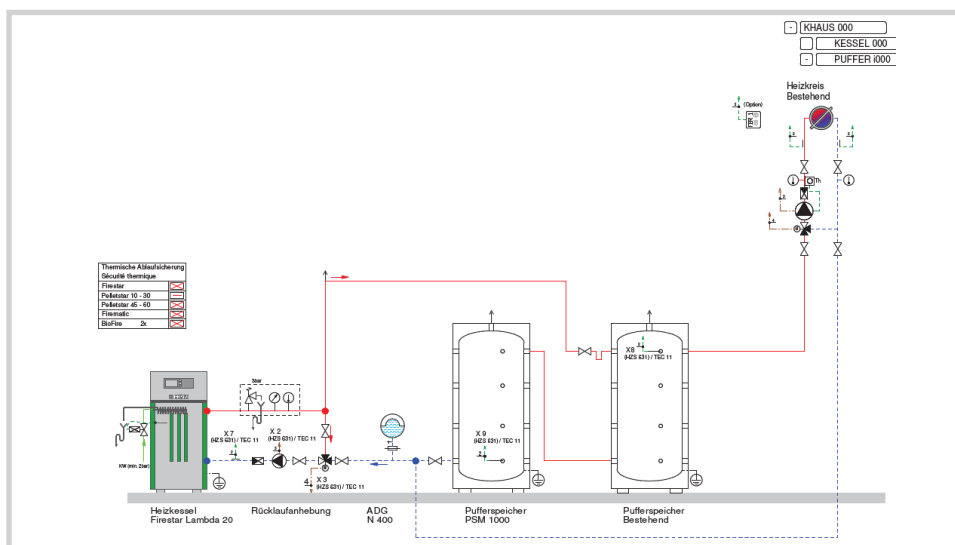 - KHAUS 000
KESSEL 000
- PUFFER i000
Heizkreis
Bestehend
(Option)
Th
Thermische Ablaufsicherung
Sécurité thermique
Firestar
Pelletstar 10 - 30
Pelletstar 45 - 60
Firematic
BioFire 2x
3bar
X8
(HZS 631) / TEC 11
X 7
(HZS 631) / TEC 11
X 2
(HZS 631) / TEC 11
X 9
(HZS 631) / TEC 11
KW (min. 2bar)
4
X 3
(HZS 631) / TEC 11
Heizkessel
Firestar Lambda 20
Rücklaufanhebung
ADG
N 400
Pufferspeicher
PSM 1000
Pufferspeicher
Bestehend